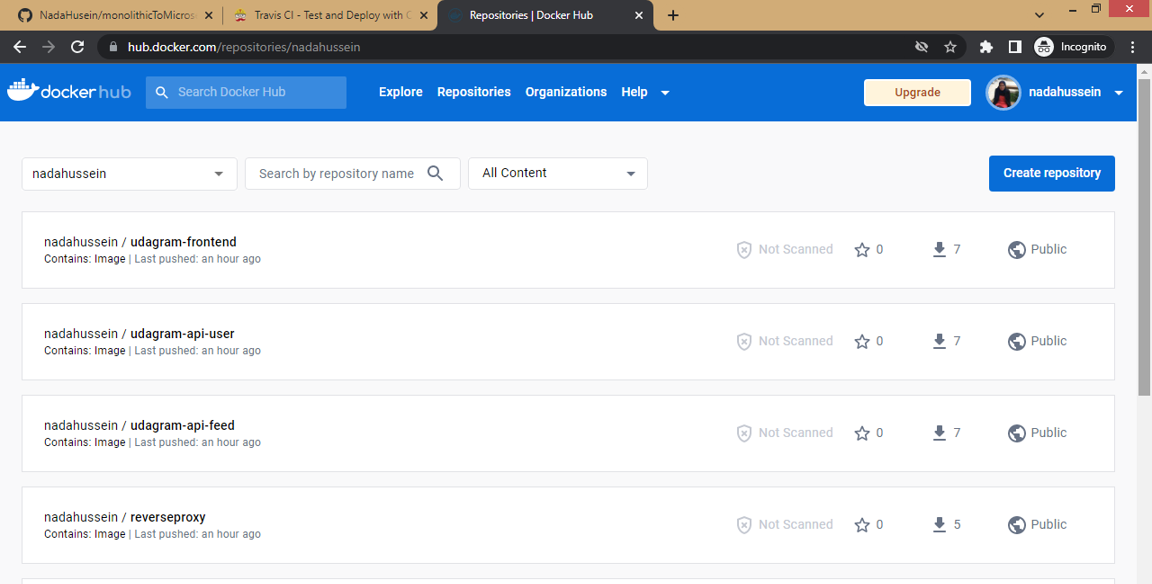 NadaHusein/monolithicToMicros
Travis CI - Test and Deploy with C
Repositories | Docker Hub
hub.docker.com/repositories/nadahussein
Incognito
docker hub
Search Docker Hub
Explore
Repositories
Organizations
Help
Upgrade
nadahussein
nadahussein
Search by repository name
All Content
Create repository
nadahussein / udagram-frontend
Contains: Image | Last pushed: an hour ago
Not Scanned
0
7
Public
nadahussein / udagram-api-user
Contains: Image | Last pushed: an hour ago
Not Scanned
0
7
Public
nadahussein / udagram-api-feed
Contains: Image | Last pushed: an hour ago
Not Scanned
0
7
Public
nadahussein / reverseproxy
Contains: Image | Last pushed: an hour ago
Not Scanned
0
5
Public